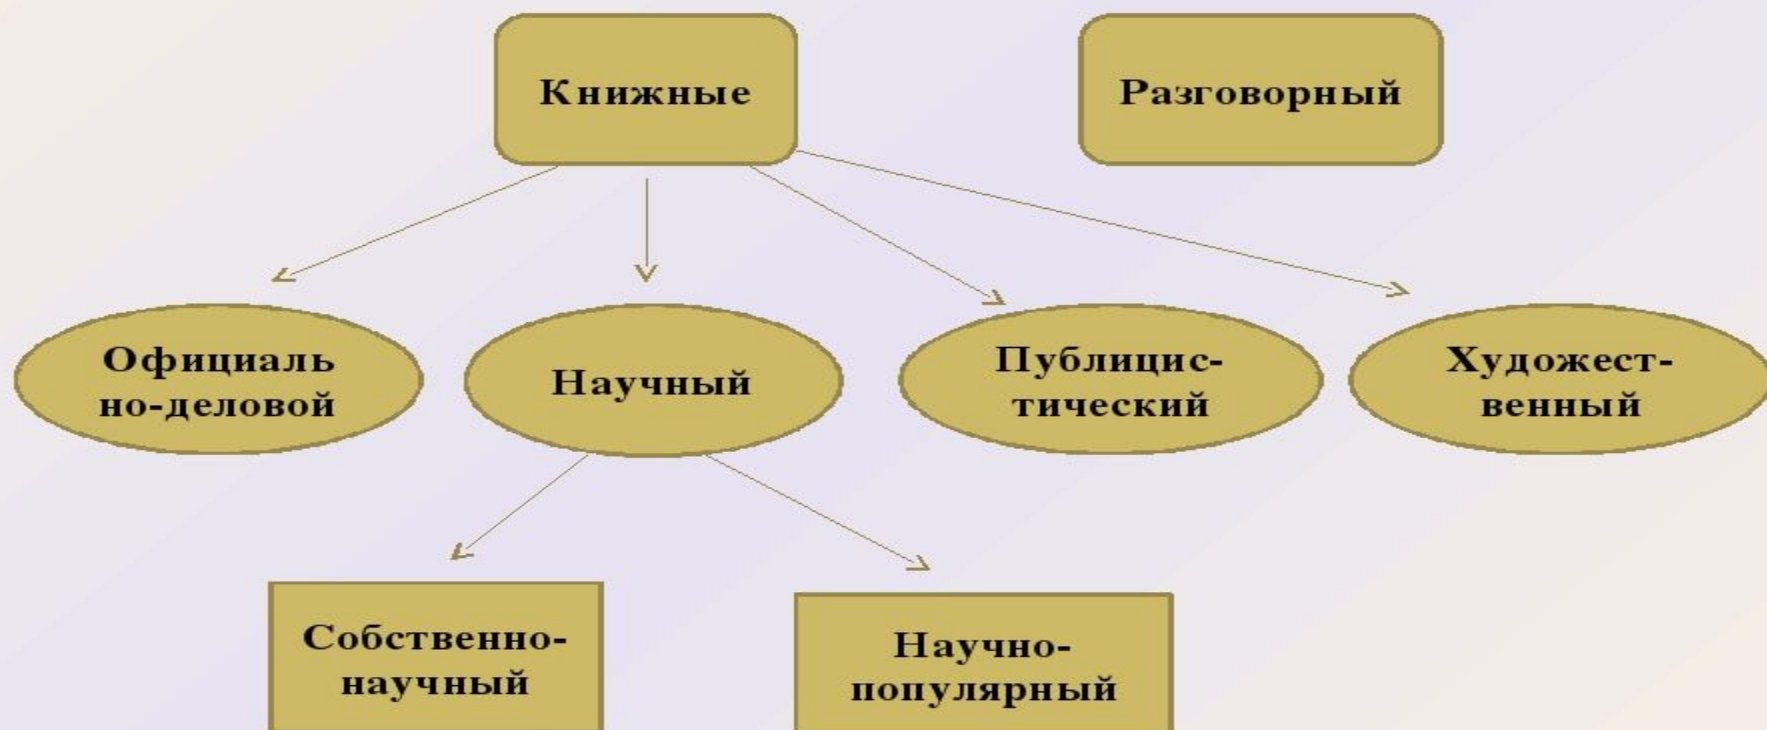 Книжные
Разговорный
Официаль
но-деловой
Научный
Публицис-
тический
Художест-
венный
Собственно-
научный
Научно-
популярный